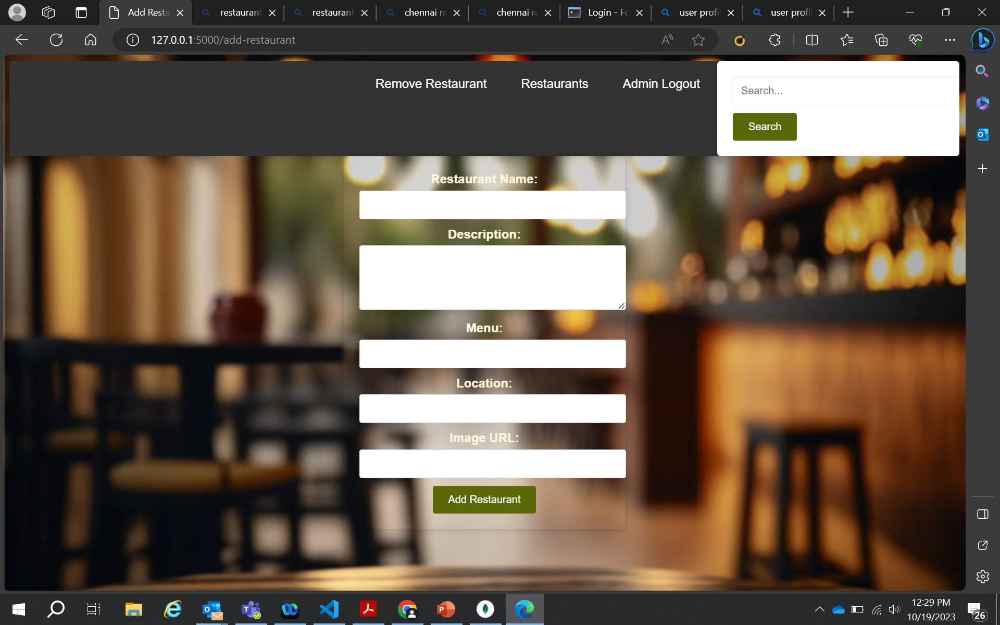 Add Resta
restaurant
restaurant
chennai re
chennai re
Login - Fo
user profil
user profil
127.0.0.1:5000/add-restaurant
Remove Restaurant
Restaurants
Admin Logout
Search...
Search
Restaurant Name:
Description:
Menu:
Location:
Image URL:
Add Restaurant
12:29 PM
10/19/2023
26